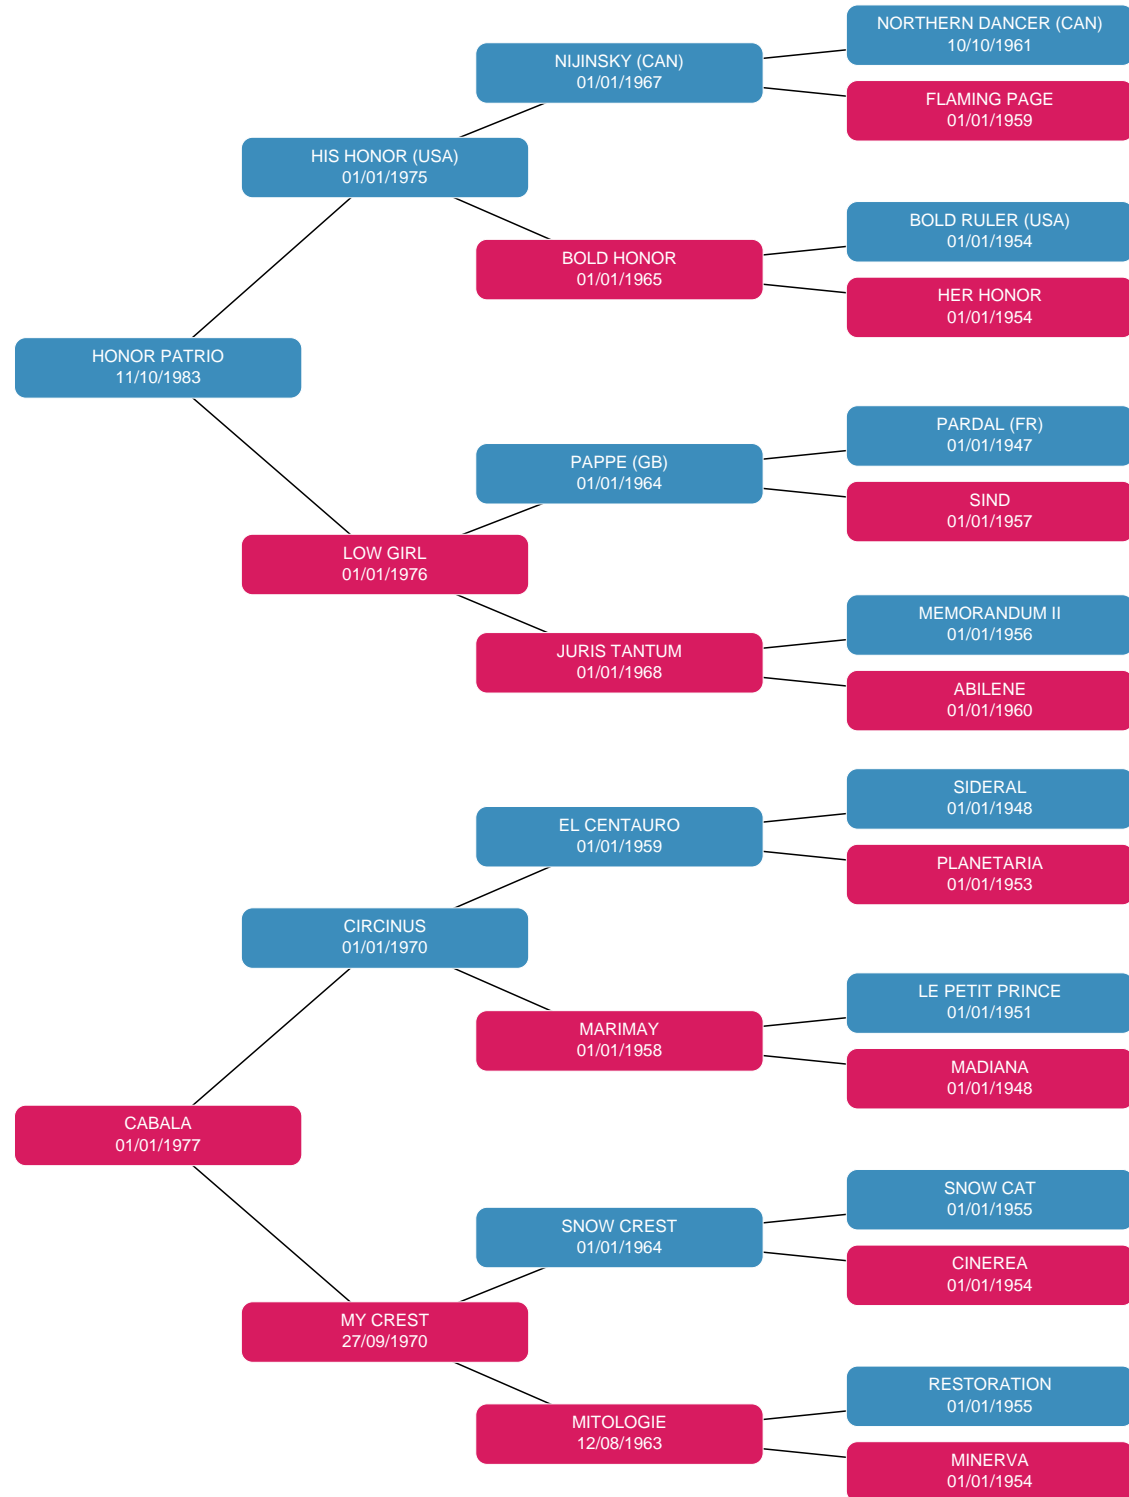 NORTHERN DANCER (CAN)
10/10/1961
NIJINSKY (CAN)
01/01/1967
FLAMING PAGE
01/01/1959
HIS HONOR (USA)
01/01/1975
BOLD RULER (USA)
01/01/1954
BOLD HONOR
01/01/1965
HER HONOR
01/01/1954
HONOR PATRIO
11/10/1983
PARDAL (FR)
01/01/1947
PAPPE (GB)
01/01/1964
SIND
01/01/1957
LOW GIRL
01/01/1976
MEMORANDUM II
01/01/1956
JURIS TANTUM
01/01/1968
ABILENE
01/01/1960
SIDERAL
01/01/1948
EL CENTAURO
01/01/1959
PLANETARIA
01/01/1953
CIRCINUS
01/01/1970
LE PETIT PRINCE
01/01/1951
MARIMAY
01/01/1958
MADIANA
01/01/1948
CABALA
01/01/1977
SNOW CAT
01/01/1955
SNOW CREST
01/01/1964
CINEREA
01/01/1954
MY CREST
27/09/1970
RESTORATION
01/01/1955
MITOLOGIE
12/08/1963
MINERVA
01/01/1954